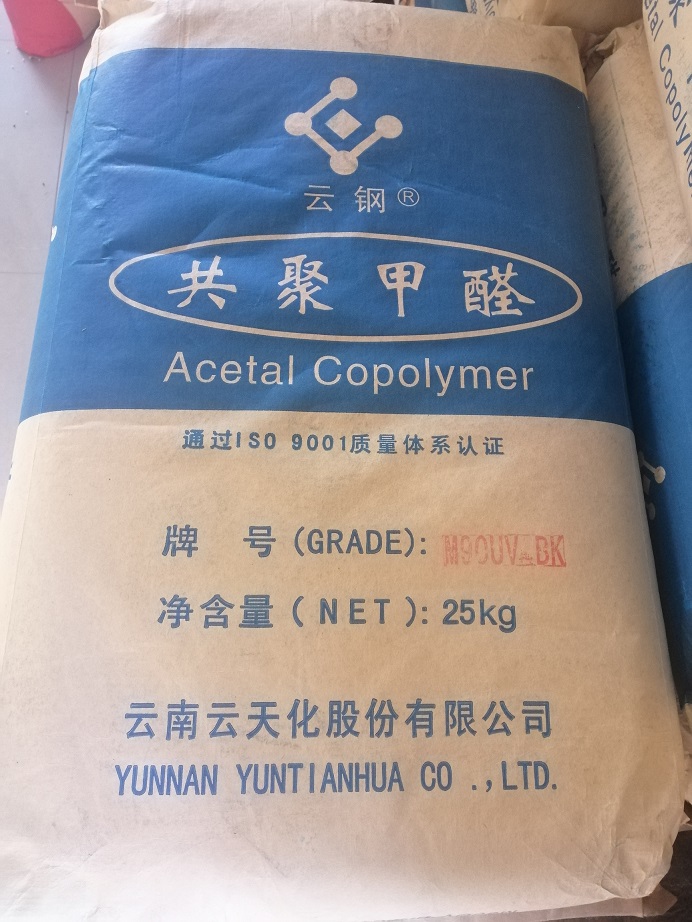 云钢®
共聚甲醛
Acetal Copolymer
通过ISO 9001质量体系认证
牌 号(GRADE): M90UV-BK
净含量(NET): 25kg
云南云天化股份有限公司
YUNNAN YUNTIANHUA CO .,LTD.
etal Copolym